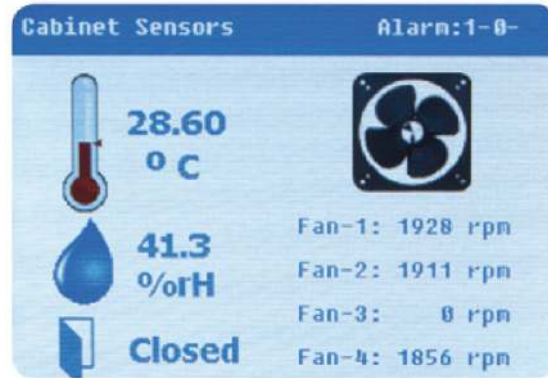 Cabinet Sensors Alarm:1-0-
28.60
° C
41.3
%rH
Closed
Fan-1: 1928 rpm
Fan-2: 1911 rpm
Fan-3: 0 rpm
Fan-4: 1856 rpm